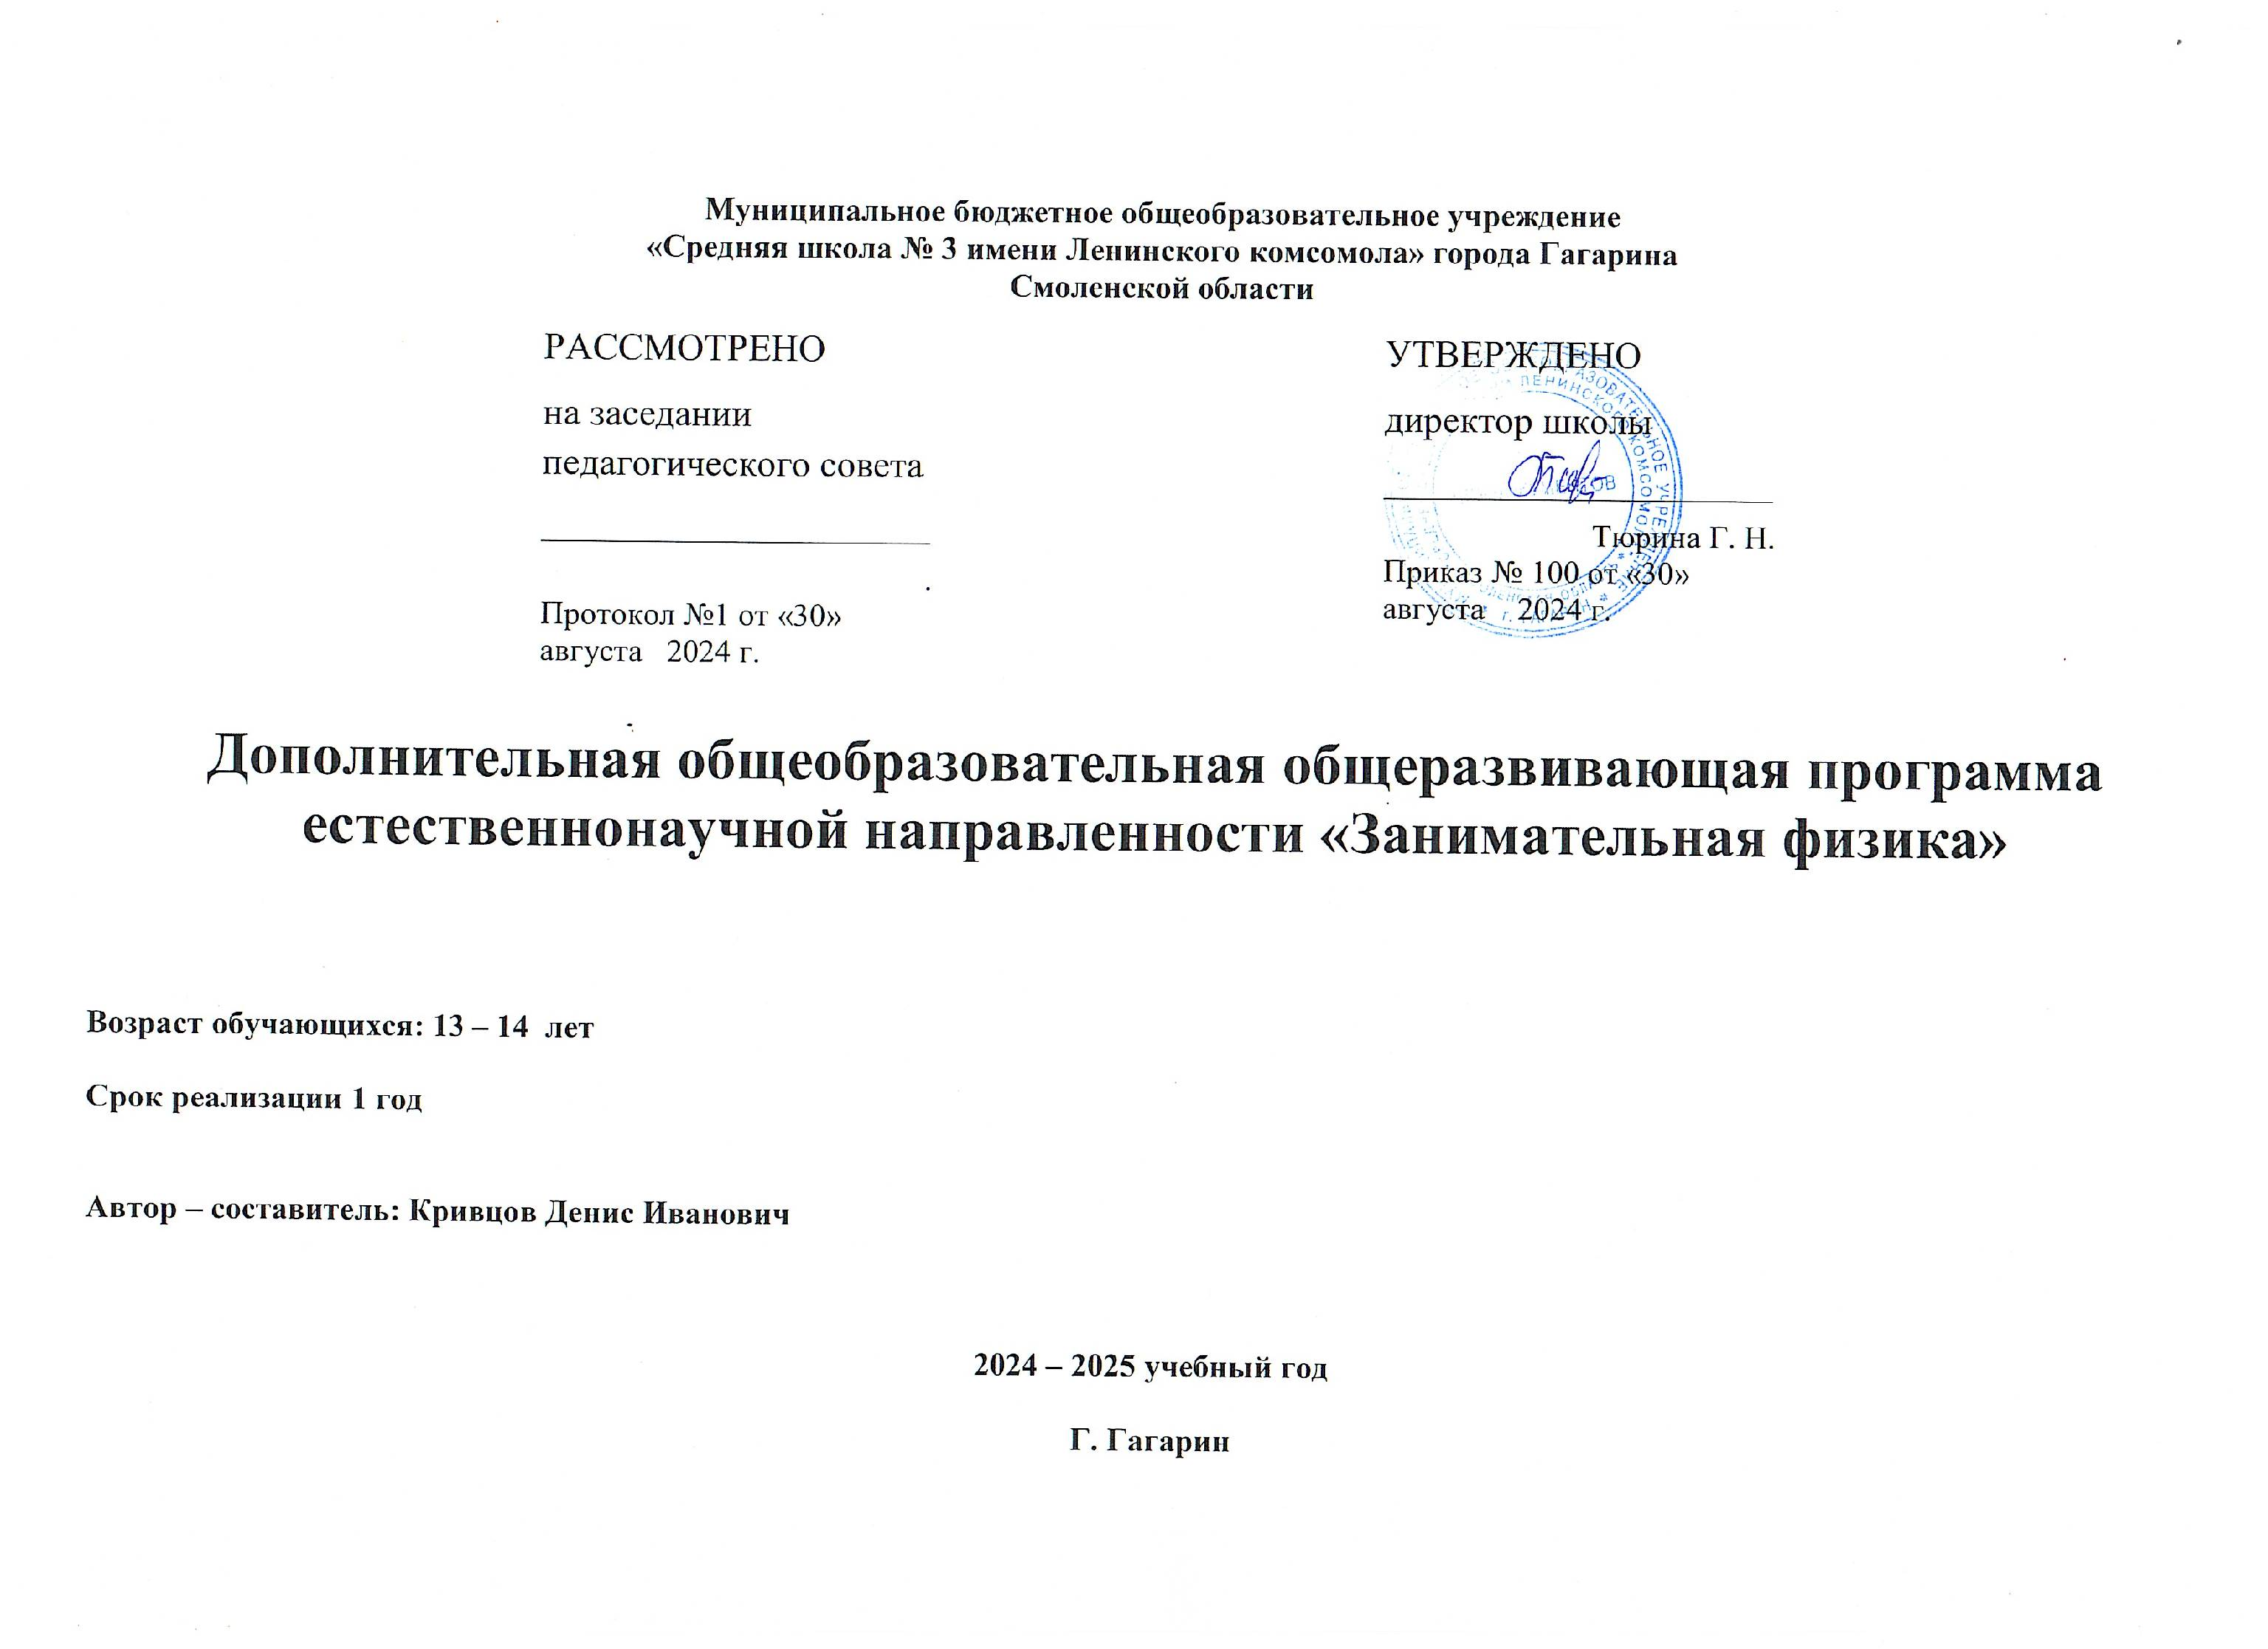 Муниципальное бюджетное общеобразовательное учреждение
«Средняя школа № 3 имени Ленинского комсомола» города Гагарина
Смоленской области
РАССМОТРЕНО
на заседании
педагогического совета
Протокол №1 от «30»
августа 2024 г.
УТВЕРЖДЕНО
директор школы
Тюрина Г. Н.
Приказ № 100 от «30»
августа 2024 г.
Дополнительная общеобразовательная общеразвивающая программа
естественнонаучной направленности «Занимательная физика»
Возраст обучающихся: 13 – 14 лет
Срок реализации 1 год
Автор – составитель: Кривцов Денис Иванович
2024 – 2025 учебный год
Г. Гагарин